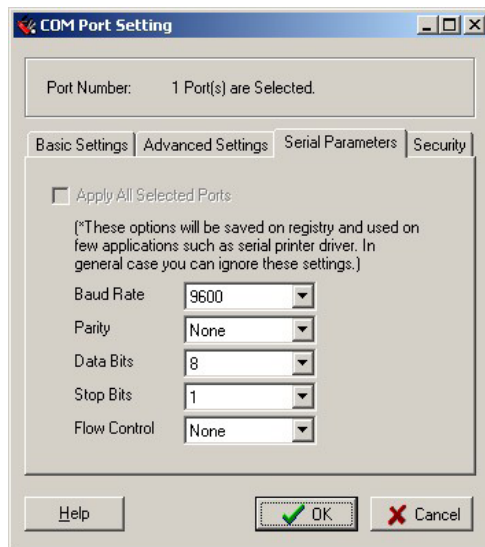 COM Port Setting
Port Number: 1 Port(s) are Selected.
Basic Settings Advanced Settings Serial Parameters Security
Apply All Selected Ports
(*These options will be saved on registry and used on
few applications such as serial printer driver. In
general case you can ignore these settings.)
Baud Rate 9600
Parity None
Data Bits 8
Stop Bits 1
Flow Control None
Help OK Cancel